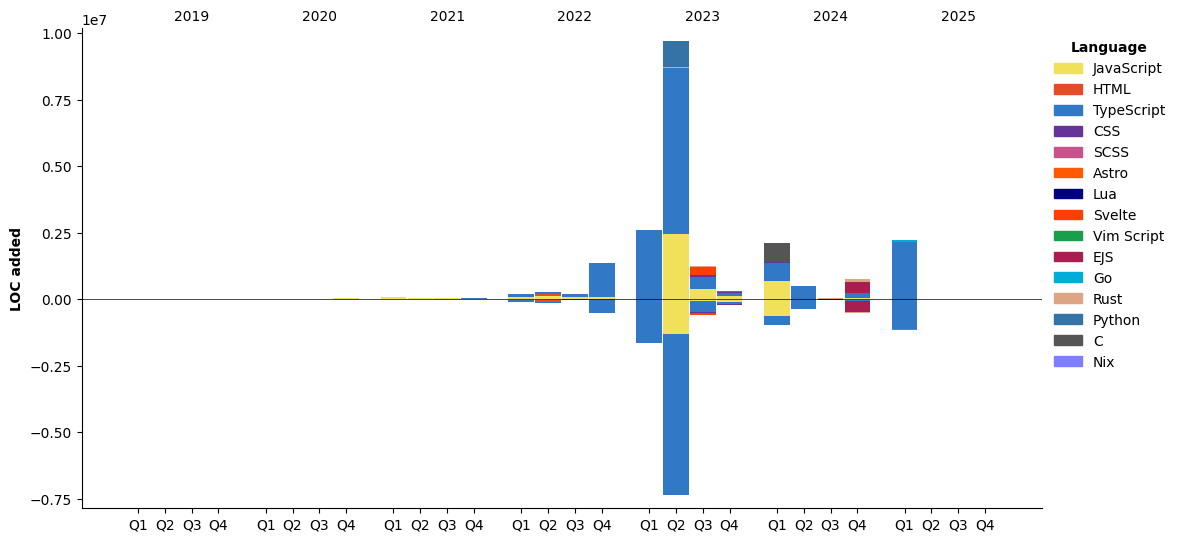 2019 2020 2021 2022 2023 2024 2025
1e7
1.00
0.75
0.50
0.25
0.00
−0.25
−0.50
−0.75
LOC added
Q1 Q2 Q3 Q4 Q1 Q2 Q3 Q4 Q1 Q2 Q3 Q4 Q1 Q2 Q3 Q4 Q1 Q2 Q3 Q4 Q1 Q2 Q3 Q4 Q1 Q2 Q3 Q4
Language
JavaScript
HTML
TypeScript
CSS
SCSS
Astro
Lua
Svelte
Vim Script
EJS
Go
Rust
Python
C
Nix